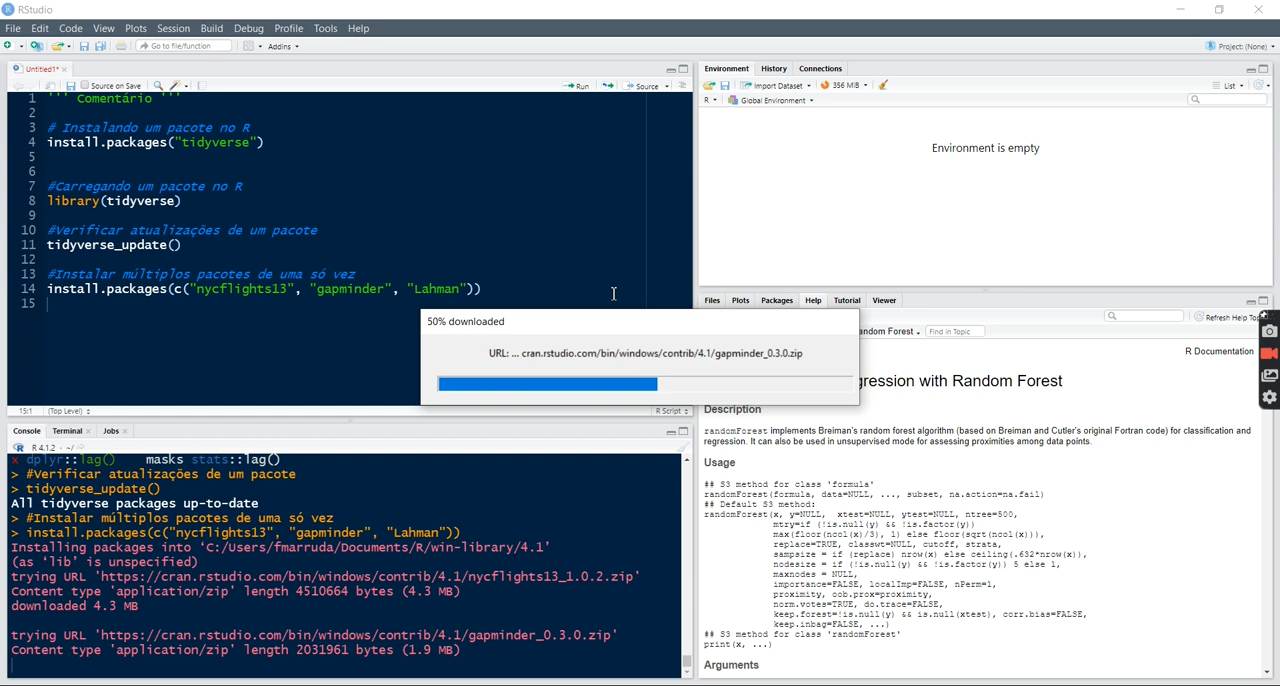 RStudio
File Edit Code View Plots Session Build Debug Profile Tools Help
Go to file/function Addins Project: (None)
Untitled1*
Source on Save Run Source
1 ''' Comentário '''
2
3 # Instalando um pacote no R
4 install.packages("tidyverse")
5
6
7 #Carregando um pacote no R
8 library(tidyverse)
9
10 #Verificar atualizações de um pacote
11 tidyverse_update()
12
13 #Instalar múltiplos pacotes de uma só vez
14 install.packages(c("nycflights13", "gapminder", "Lahman"))
15
15:1 (Top Level) R Script
50% downloaded
URL: ... cran.rstudio.com/bin/windows/contrib/4.1/gapminder_0.3.0.zip
Console Terminal Jobs
R 4.1.2 · ~/
x dplyr::lag() masks stats::lag()
> #Verificar atualizações de um pacote
> tidyverse_update()
All tidyverse packages up-to-date
> #Instalar múltiplos pacotes de uma só vez
> install.packages(c("nycflights13", "gapminder", "Lahman"))
Installing packages into 'C:/Users/fmarruda/Documents/R/win-library/4.1'
(as 'lib' is unspecified)
trying URL 'https://cran.rstudio.com/bin/windows/contrib/4.1/nycflights13_1.0.2.zip'
Content type 'application/zip' length 4510664 bytes (4.3 MB)
downloaded 4.3 MB
trying URL 'https://cran.rstudio.com/bin/windows/contrib/4.1/gapminder_0.3.0.zip'
Content type 'application/zip' length 2031961 bytes (1.9 MB)
Environment History Connections
Import Dataset 356 MiB List
R Global Environment
Environment is empty
Files Plots Packages Help Tutorial Viewer
Refresh Help To
andom Forest Find in Topic
R Documentation
gression with Random Forest
Description
randomForest implements Breiman's random forest algorithm (based on Breiman and Cutler's original Fortran code) for classification and
regression. It can also be used in unsupervised mode for assessing proximities among data points.
Usage
## S3 method for class 'formula'
randomForest(formula, data=NULL, ..., subset, na.action=na.fail)
## Default S3 method:
randomForest(x, y=NULL, xtest=NULL, ytest=NULL, ntree=500,
mtry=if (!is.null(y) && !is.factor(y))
max(floor(ncol(x)/3), 1) else floor(sqrt(ncol(x))),
replace=TRUE, classwt=NULL, cutoff, strata,
sampsize = if (replace) nrow(x) else ceiling(.632*nrow(x)),
nodesize = if (!is.null(y) && !is.factor(y)) 5 else 1,
maxnodes = NULL,
importance=FALSE, localImp=FALSE, nPerm=1,
proximity, oob.prox=proximity,
norm.votes=TRUE, do.trace=FALSE,
keep.forest=!is.null(y) && is.null(xtest), corr.bias=FALSE,
keep.inbag=FALSE, ...)
## S3 method for class 'randomForest'
print(x, ...)
Arguments